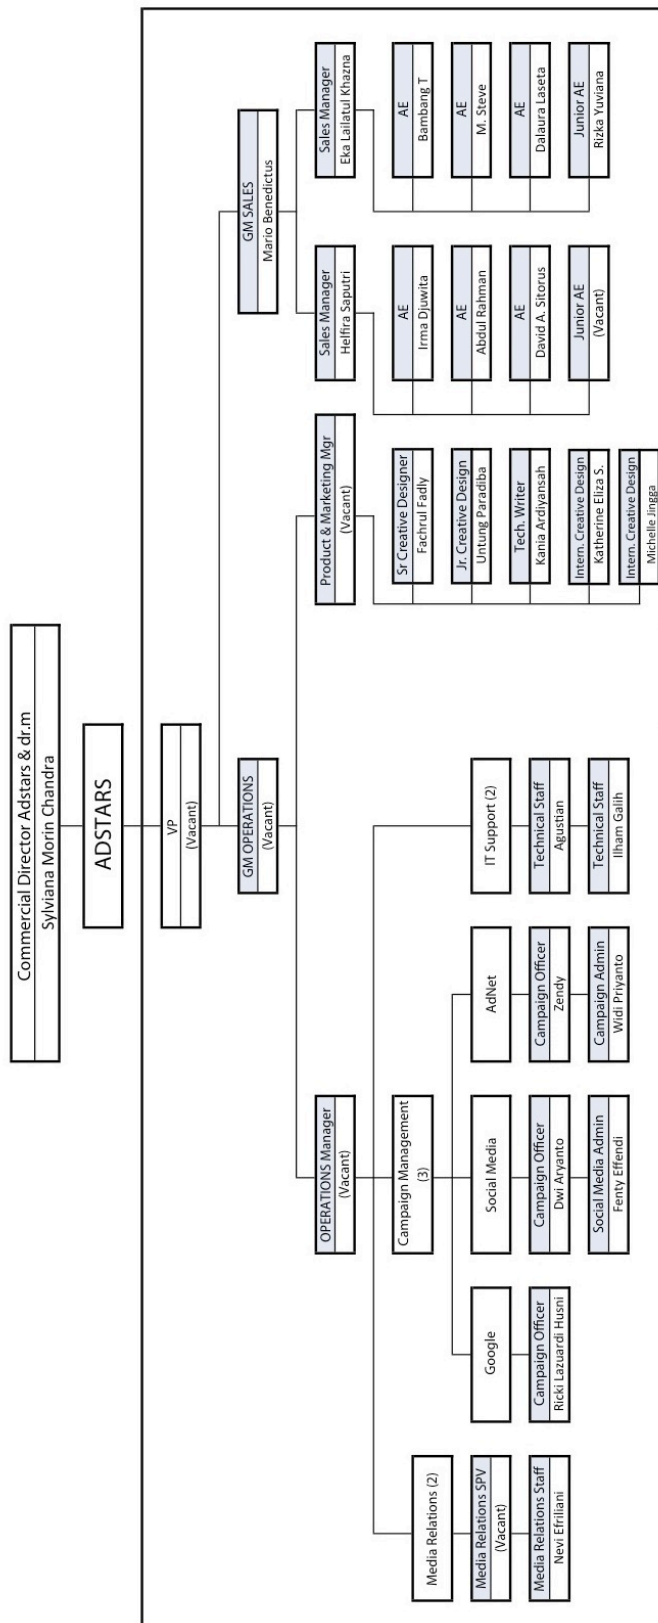 Commercial Director Adstars & dr.m
Sylviana Morin Chandra
ADSTARS
VP
(Vacant)
GM OPERATIONS
(Vacant)
GM SALES
Mario Benedictus
OPERATIONS Manager
(Vacant)
Product & Marketing Mgr
(Vacant)
Sales Manager
Helfira Saputri
Sales Manager
Eka Lailatul Khazna
Media Relations (2)
Media Relations SPV
(Vacant)
Media Relations Staff
Nevi Efriliani
Campaign Management
(3)
Google
Campaign Officer
Ricki Lazuardi Husni
Social Media
Campaign Officer
Dwi Aryanto
Social Media Admin
Fenty Effendi
AdNet
Campaign Officer
Zendy
Campaign Admin
Widi Priyanto
IT Support (2)
Technical Staff
Agustian
Technical Staff
Ilham Galih
Sr Creative Designer
Fachrul Fadly
Jr. Creative Design
Untung Paradiba
Tech. Writer
Kania Ardiyansah
Intern. Creative Design
Katherine Eliza S.
Intern. Creative Design
Michelle Jingga
AE
Irma Djuwita
AE
Abdul Rahman
AE
David A. Sitorus
Junior AE
(Vacant)
AE
Bambang T
AE
M. Steve
AE
Dalaura Laseta
Junior AE
Rizka Yuviana